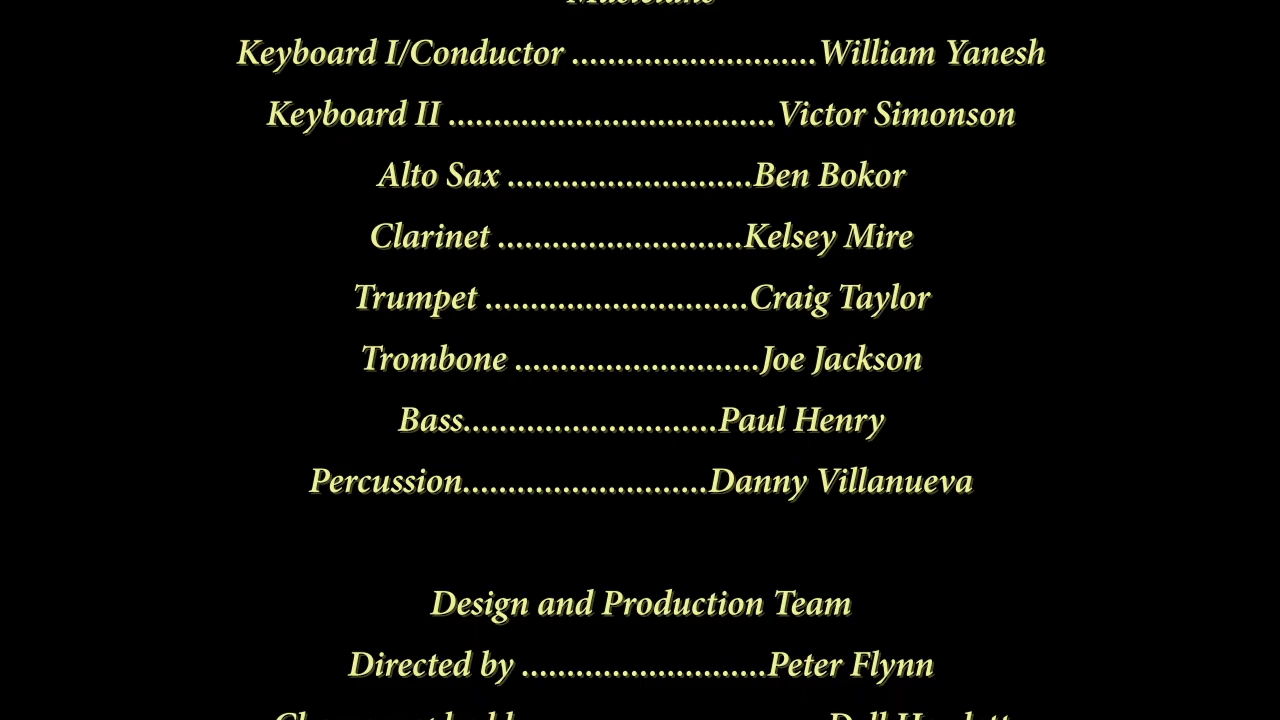 Musicians
Keyboard I/Conductor ...........................William Yanesh
Keyboard II ....................................Victor Simonson
Alto Sax ...........................Ben Bokor
Clarinet ...........................Kelsey Mire
Trumpet .............................Craig Taylor
Trombone ...........................Joe Jackson
Bass............................Paul Henry
Percussion...........................Danny Villanueva
Design and Production Team
Directed by ...........................Peter Flynn